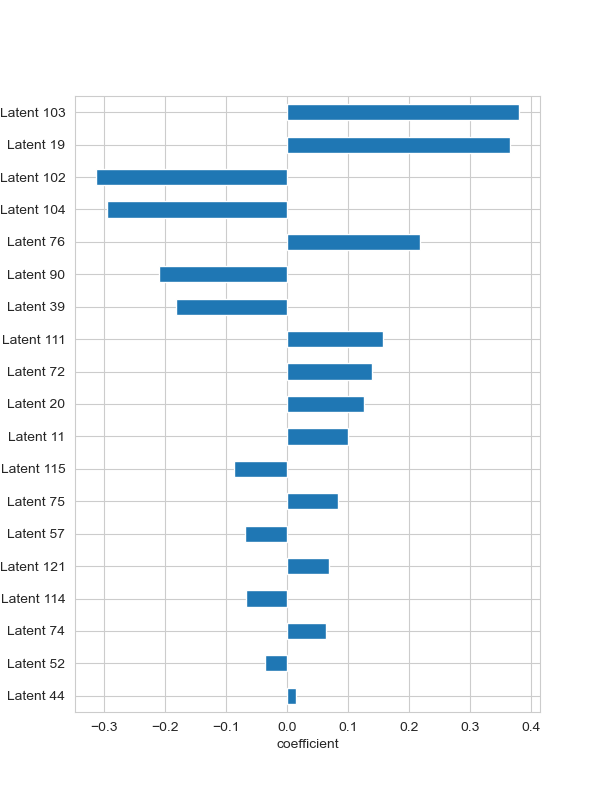 Latent 103
Latent 19
Latent 102
Latent 104
Latent 76
Latent 90
Latent 39
Latent 111
Latent 72
Latent 20
Latent 11
Latent 115
Latent 75
Latent 57
Latent 121
Latent 114
Latent 74
Latent 52
Latent 44
−0.3 −0.2 −0.1 0.0 0.1 0.2 0.3 0.4
coefficient